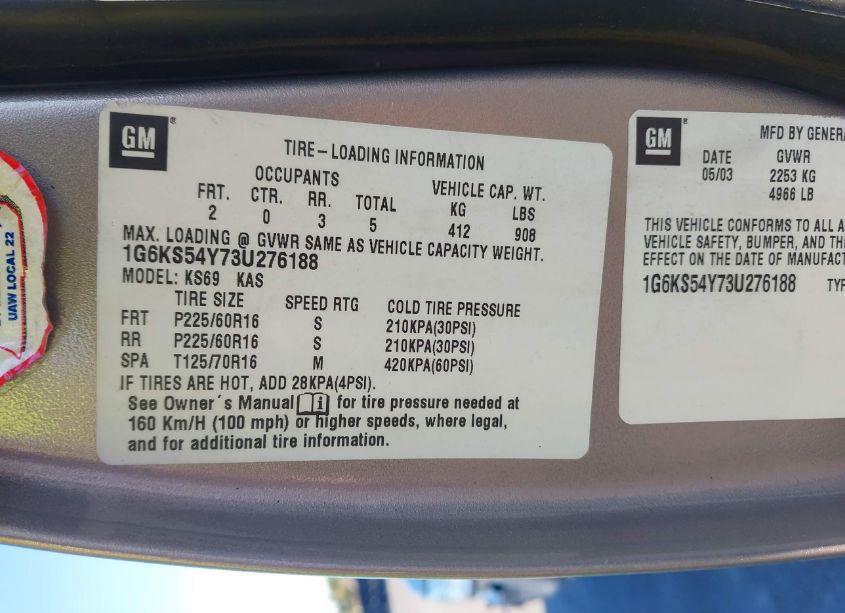 GM
TIRE-LOADING INFORMATION
OCCUPANTS
FRT. CTR. RR. TOTAL
2 0 3 5
VEHICLE CAP. WT.
KG LBS
412 908
MAX. LOADING @ GVWR SAME AS VEHICLE CAPACITY WEIGHT.
1G6KS54Y73U276188
MODEL: KS69 KAS
TIRE SIZE SPEED RTG COLD TIRE PRESSURE
FRT P225/60R16 S 210KPA(30PSI)
RR P225/60R16 S 210KPA(30PSI)
SPA T125/70R16 M 420KPA(60PSI)
IF TIRES ARE HOT, ADD 28KPA(4PSI).
See Owner's Manual i for tire pressure needed at
160 Km/H (100 mph) or higher speeds, where legal,
and for additional tire information.
GM
MFD BY GENERA
DATE GVWR
05/03 2253 KG
4966 LB
THIS VEHICLE CONFORMS TO ALL A
VEHICLE SAFETY, BUMPER, AND THE
EFFECT ON THE DATE OF MANUFACT
1G6KS54Y73U276188 TYP
UAW LOCAL 22